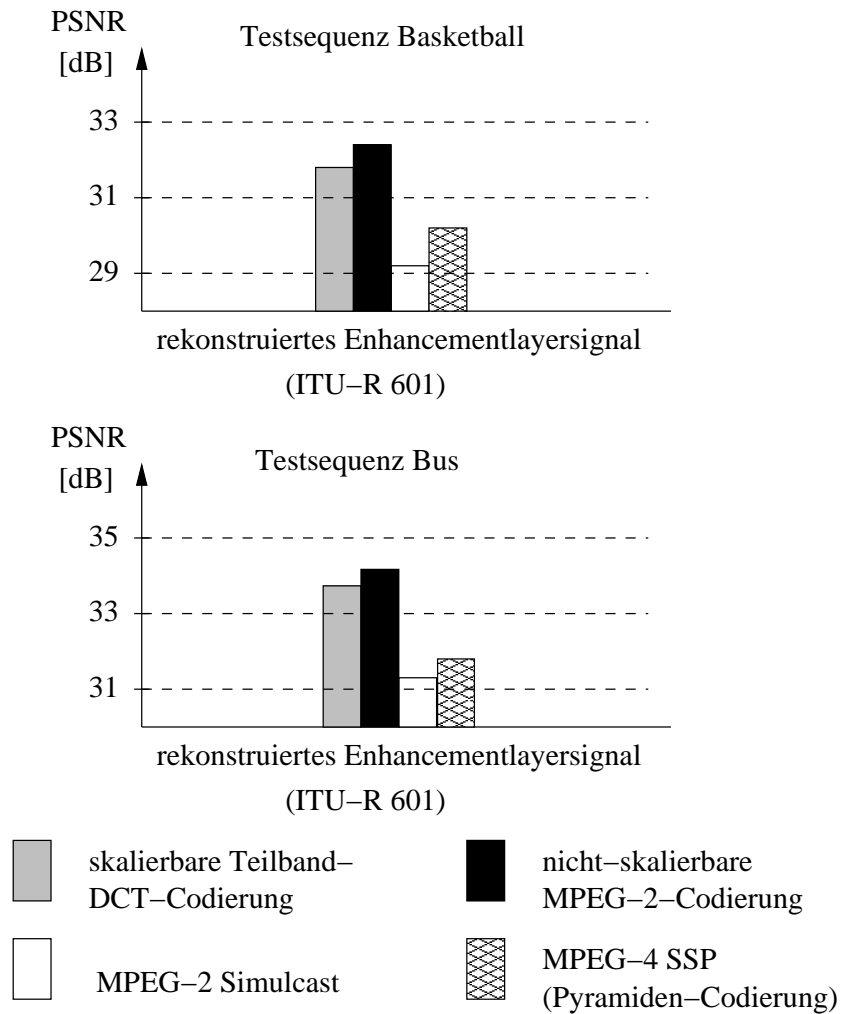 PSNR
[dB]
Testsequenz Basketball
33
31
29
rekonstruiertes Enhancementlayersignal
(ITU−R 601)
PSNR
[dB]
Testsequenz Bus
35
33
31
rekonstruiertes Enhancementlayersignal
(ITU−R 601)
skalierbare Teilband−
DCT−Codierung
nicht−skalierbare
MPEG−2−Codierung
MPEG−2 Simulcast
MPEG−4 SSP
(Pyramiden−Codierung)